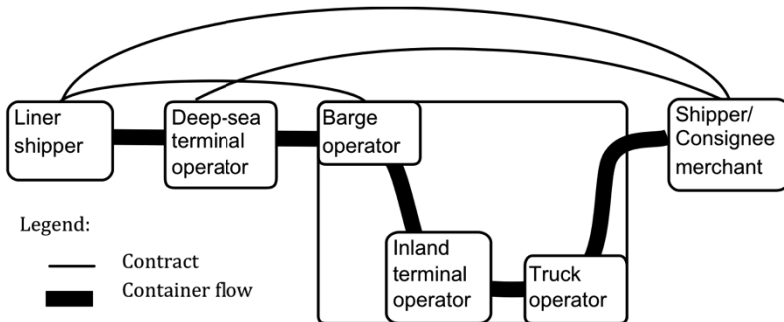 Liner
shipper
Deep-sea
terminal
operator
Barge
operator
Shipper/
Consignee
merchant
Inland
terminal
operator
Truck
operator
Legend:
Contract
Container flow